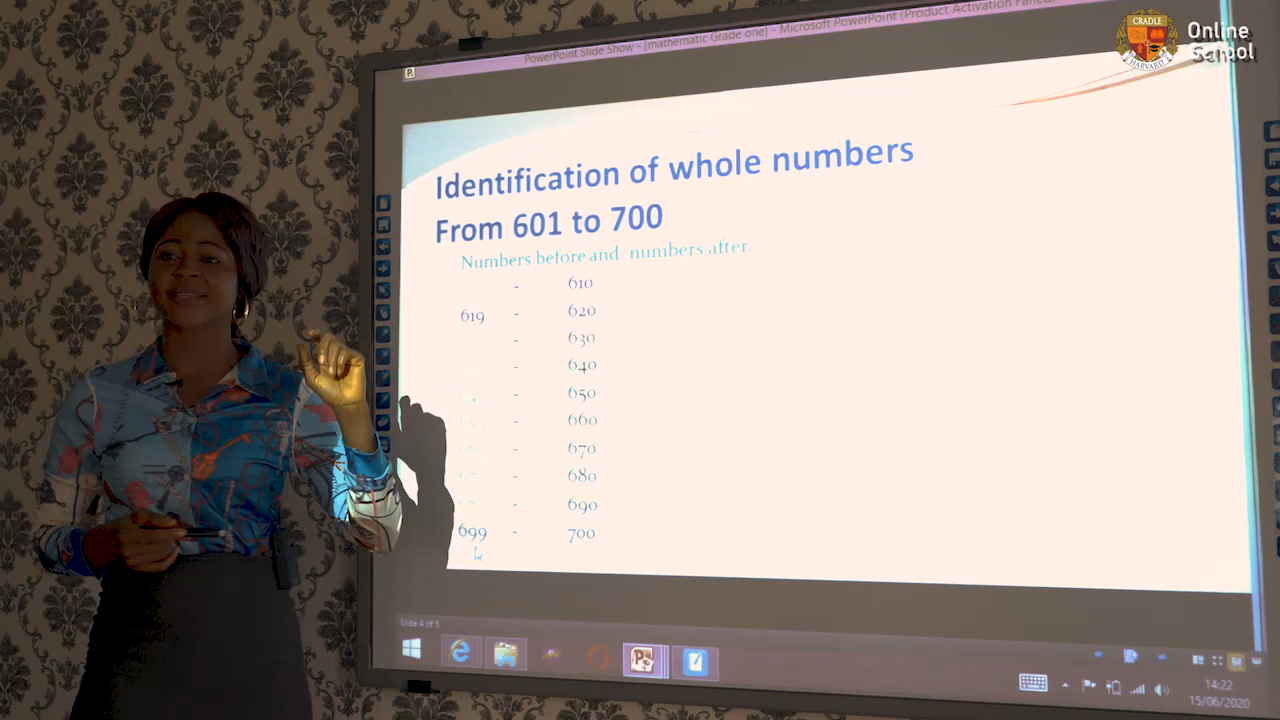 PowerPoint Slide Show - [mathematic Grade one] - Microsoft PowerPoint (Product Activation Failed)
CRADLE
HARVARD
Online
School
Identification of whole numbers
From 601 to 700
Numbers before and numbers after.
- 610
619 - 620
- 630
- 640
- 650
- 660
- 670
- 680
- 690
699 - 700
Slide 4 of 5
14:22
15/06/2020